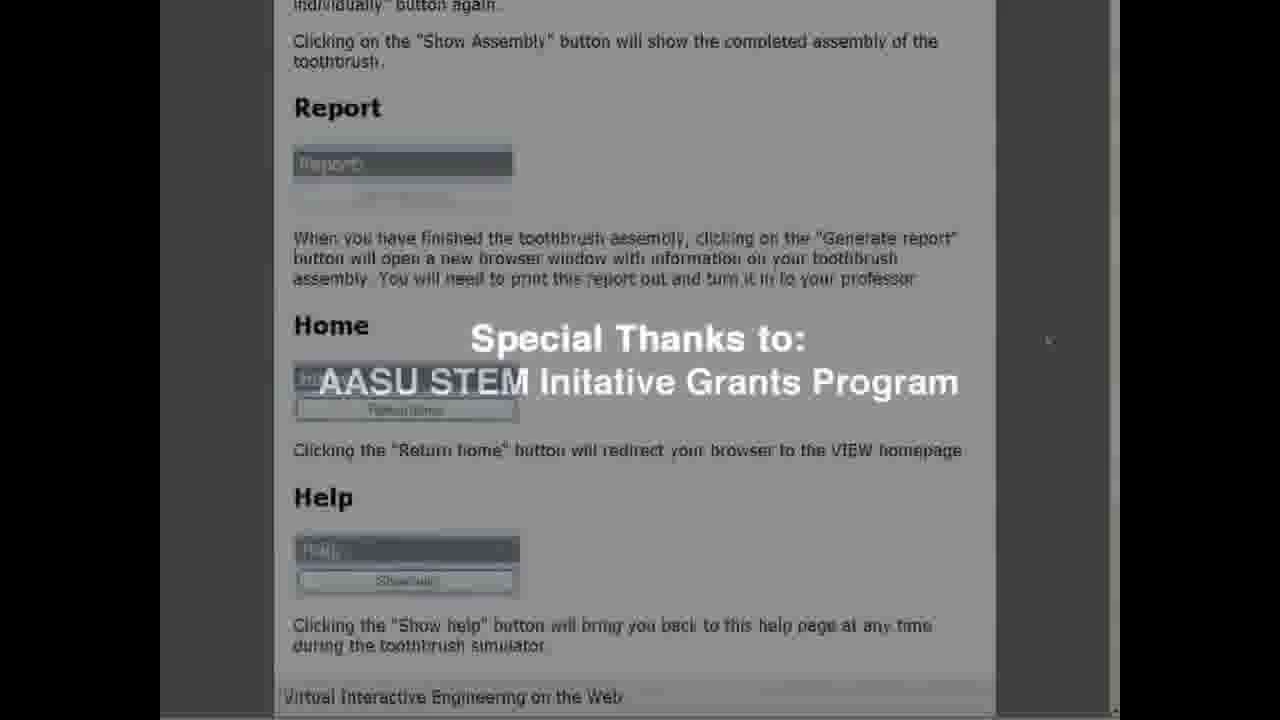 individually" button again.
Clicking on the "Show Assembly" button will show the completed assembly of the
toothbrush.
Report
Report
When you have finished the toothbrush assembly, clicking on the "Generate report"
button will open a new browser window with information on your toothbrush
assembly. You will need to print this report out and turn it in to your professor.
Home
Special Thanks to:
AASU STEM Initative Grants Program
Return home
Clicking the "Return home" button will redirect your browser to the VIEW homepage
Help
Help
Show help
Clicking the "Show help" button will bring you back to this help page at any time
during the toothbrush simulator.
Virtual Interactive Engineering on the Web